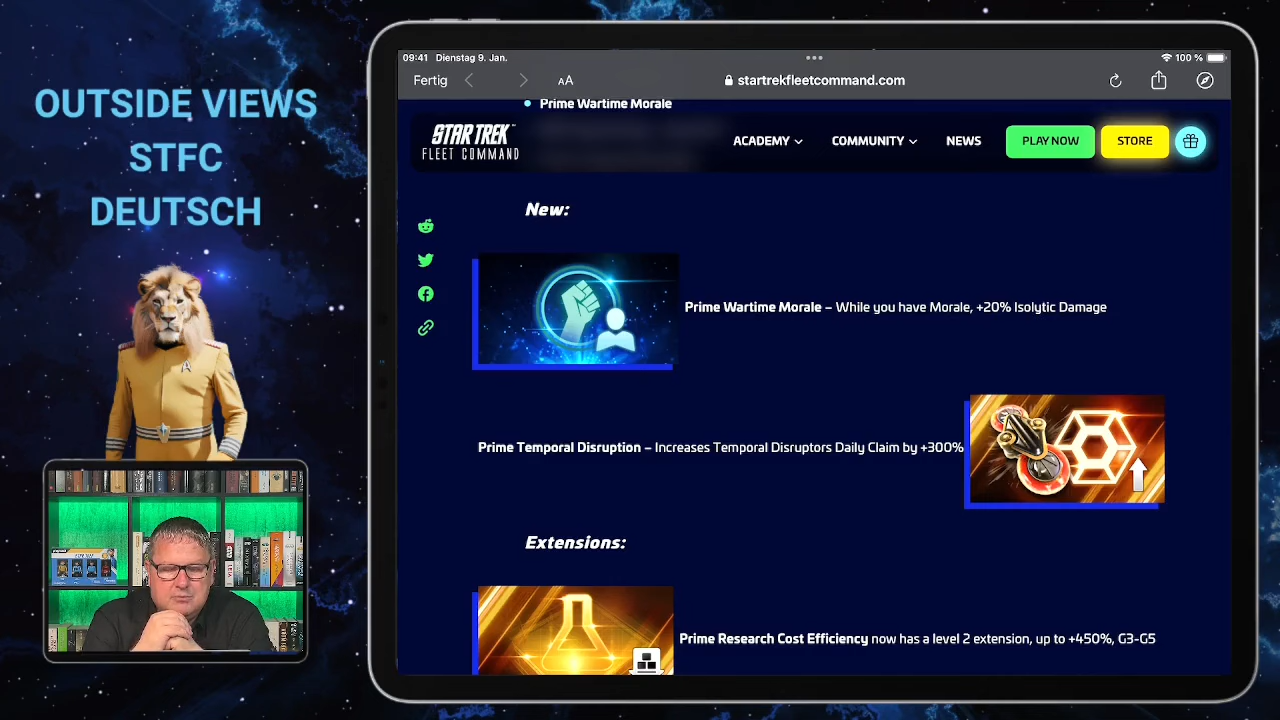 OUTSIDE VIEWS
STFC
DEUTSCH
09:41 Dienstag 9. Jan.
100 %
Fertig
AA
startrekfleetcommand.com
Prime Wartime Morale
STAR TREK
FLEET COMMAND
ACADEMY
COMMUNITY
NEWS
PLAY NOW
STORE
New:
Prime Wartime Morale – While you have Morale, +20% Isolytic Damage
Prime Temporal Disruption – Increases Temporal Disruptors Daily Claim by +300%
Extensions:
Prime Research Cost Efficiency now has a level 2 extension, up to +450%, G3-G5